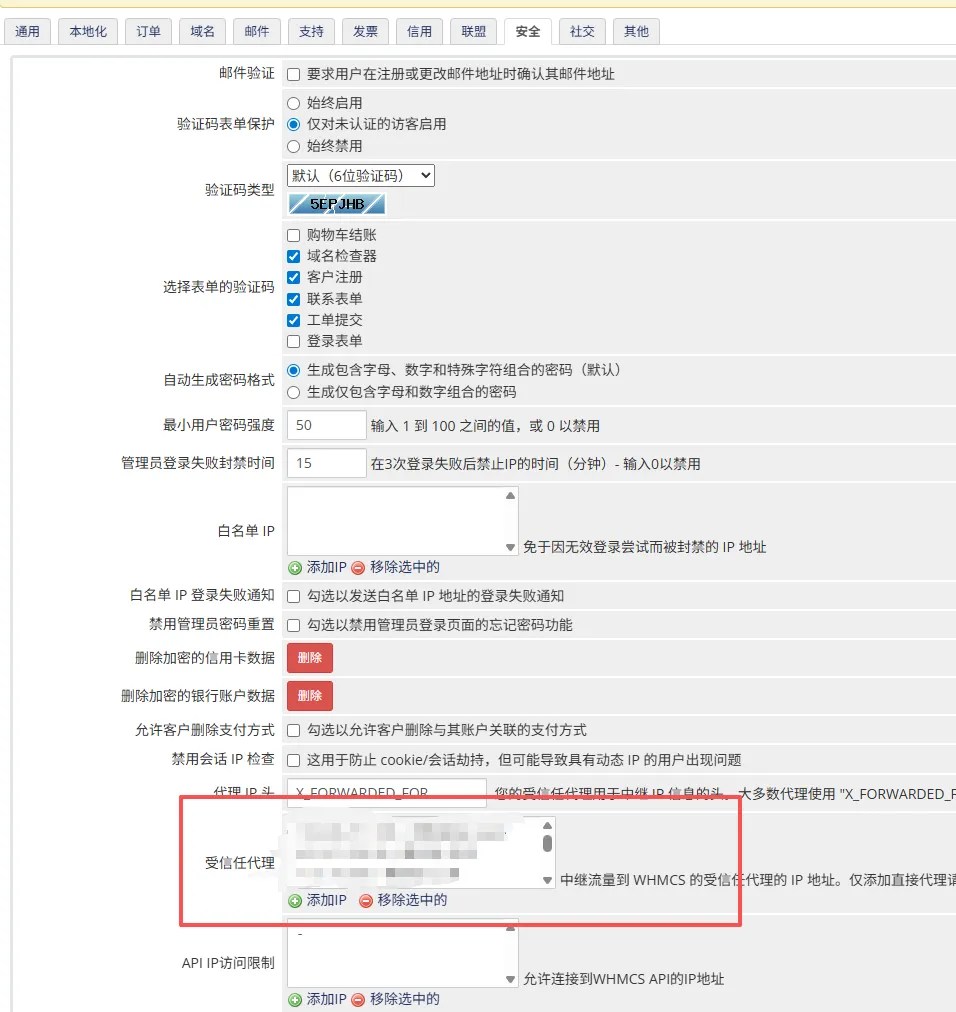 通用 本地化 订单 域名 邮件 支持 发票 信用 联盟 安全 社交 其他
邮件验证 要求用户在注册或更改邮件地址时确认其邮件地址
始终启用
验证码表单保护 仅对未认证的访客启用
始终禁用
默认（6位验证码）
验证码类型
5EPJHB
购物车结账
域名检查器
客户注册
选择表单的验证码
联系表单
工单提交
登录表单
生成包含字母、数字和特殊字符组合的密码（默认）
自动生成密码格式
生成仅包含字母和数字组合的密码
最小用户密码强度 50 输入 1 到 100 之间的值，或 0 以禁用
管理员登录失败封禁时间 15 在3次登录失败后禁止IP的时间（分钟）- 输入0以禁用
白名单 IP
免于因无效登录尝试而被封禁的 IP 地址
添加IP 移除选中的
白名单 IP 登录失败通知 勾选以发送白名单 IP 地址的登录失败通知
禁用管理员密码重置 勾选以禁用管理员登录页面的忘记密码功能
删除加密的信用卡数据 删除
删除加密的银行账户数据 删除
允许客户删除支付方式 勾选以允许客户删除与其账户关联的支付方式
禁用会话 IP 检查 这用于防止 cookie/会话劫持，但可能导致具有动态 IP 的用户出现问题
代理 IP 头 X_FORWARDED_FOR 您的受信任代理用于中继 IP 信息的头，大多数代理使用 "X_FORWARDED_F
受信任代理
中继流量到 WHMCS 的受信任代理的 IP 地址。仅添加直接代理请
添加IP 移除选中的
API IP访问限制
允许连接到WHMCS API的IP地址
添加IP 移除选中的